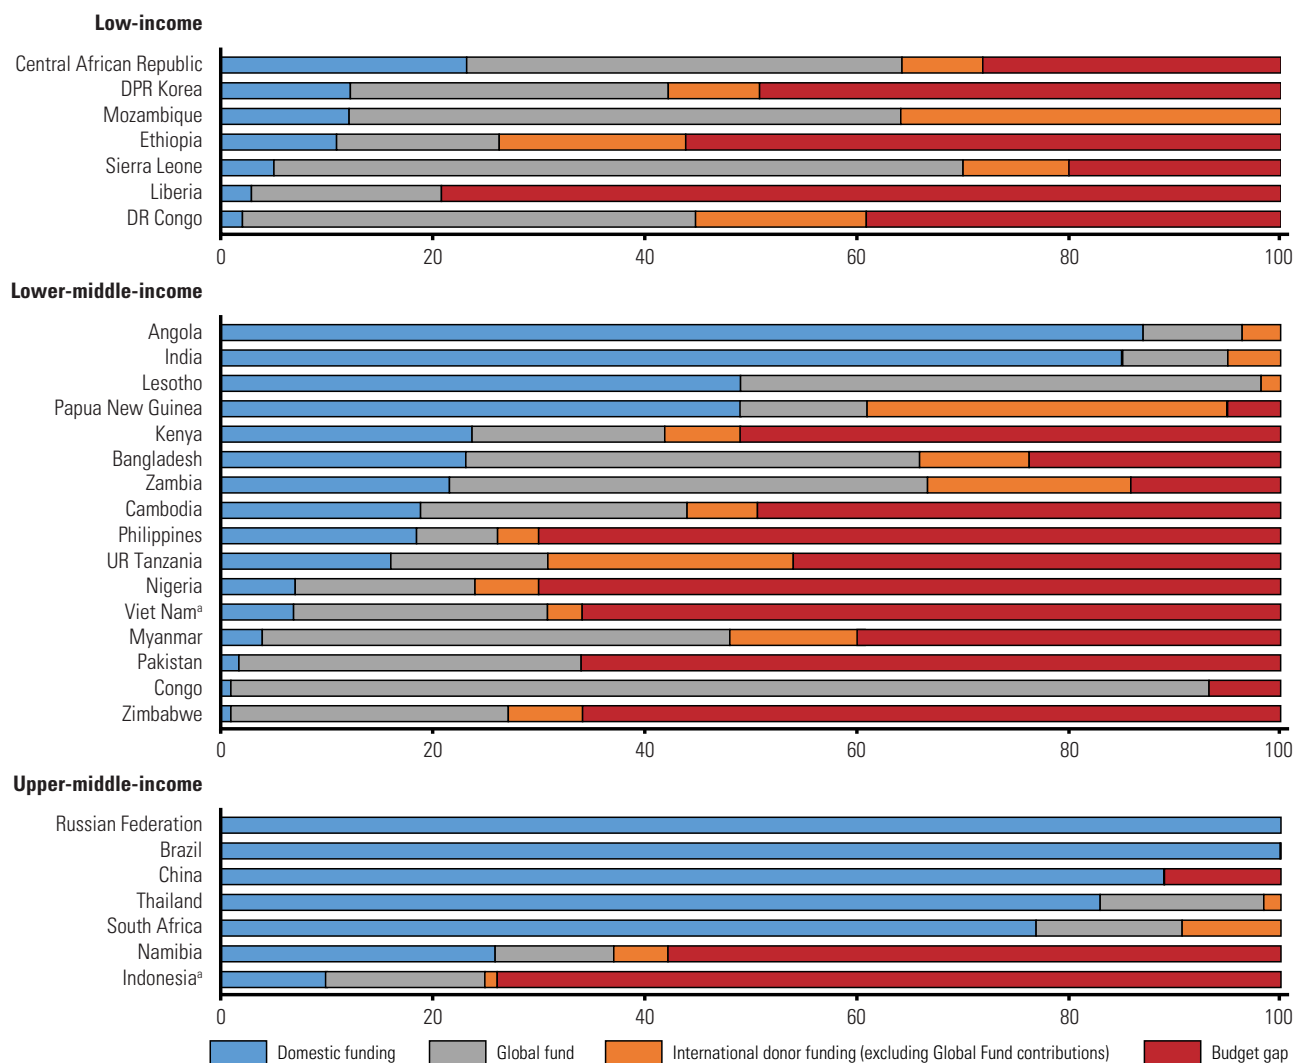 Low-income
Central African Republic
DPR Korea
Mozambique
Ethiopia
Sierra Leone
Liberia
DR Congo
0 20 40 60 80 100
Lower-middle-income
Angola
India
Lesotho
Papua New Guinea
Kenya
Bangladesh
Zambia
Cambodia
Philippines
UR Tanzania
Nigeria
Viet Namᵃ
Myanmar
Pakistan
Congo
Zimbabwe
0 20 40 60 80 100
Upper-middle-income
Russian Federation
Brazil
China
Thailand
South Africa
Namibia
Indonesiaᵃ
0 20 40 60 80 100
Domestic funding Global fund International donor funding (excluding Global Fund contributions) Budget gap